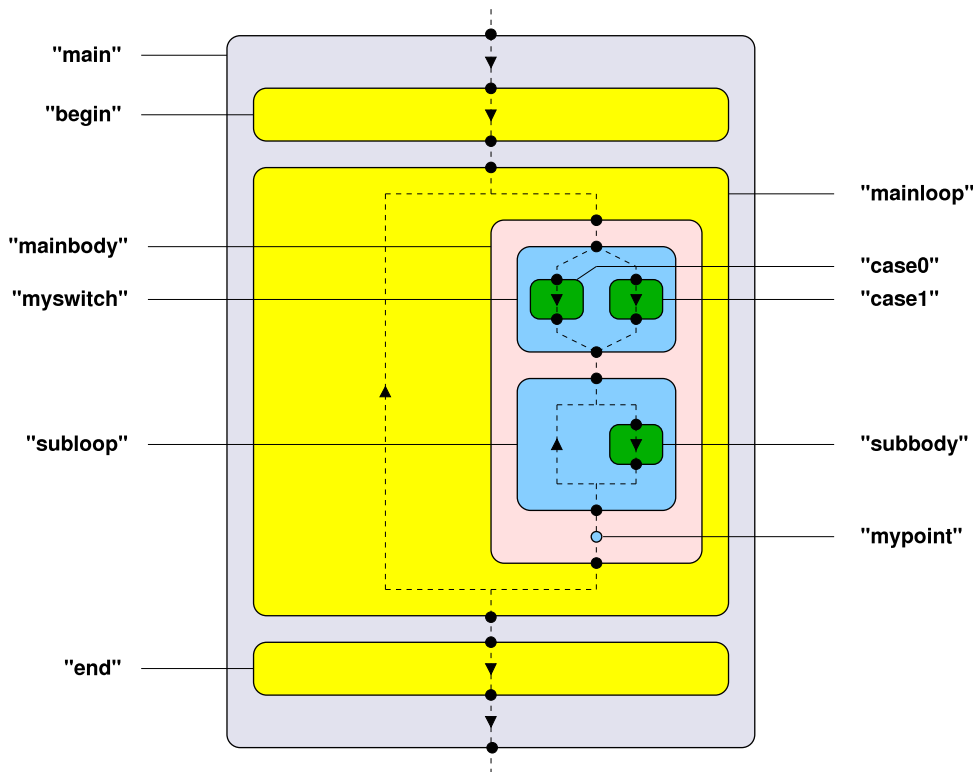 "main"
"begin"
"mainloop"
"mainbody"
"case0"
"myswitch"
"case1"
"subloop"
"subbody"
"mypoint"
"end"